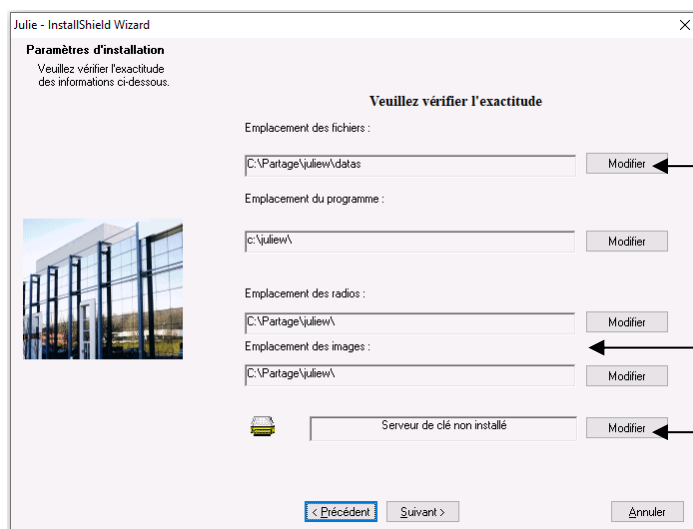 Julie - InstallShield Wizard
Paramètres d'installation
Veuillez vérifier l'exactitude
des informations ci-dessous.
Veuillez vérifier l'exactitude
Emplacement des fichiers :
C:\Partage\juliew\datas
Modifier
Emplacement du programme :
c:\juliew\
Modifier
Emplacement des radios :
C:\Partage\juliew\
Modifier
Emplacement des images :
C:\Partage\juliew\
Modifier
Serveur de clé non installé
Modifier
< Précédent
Suivant >
Annuler